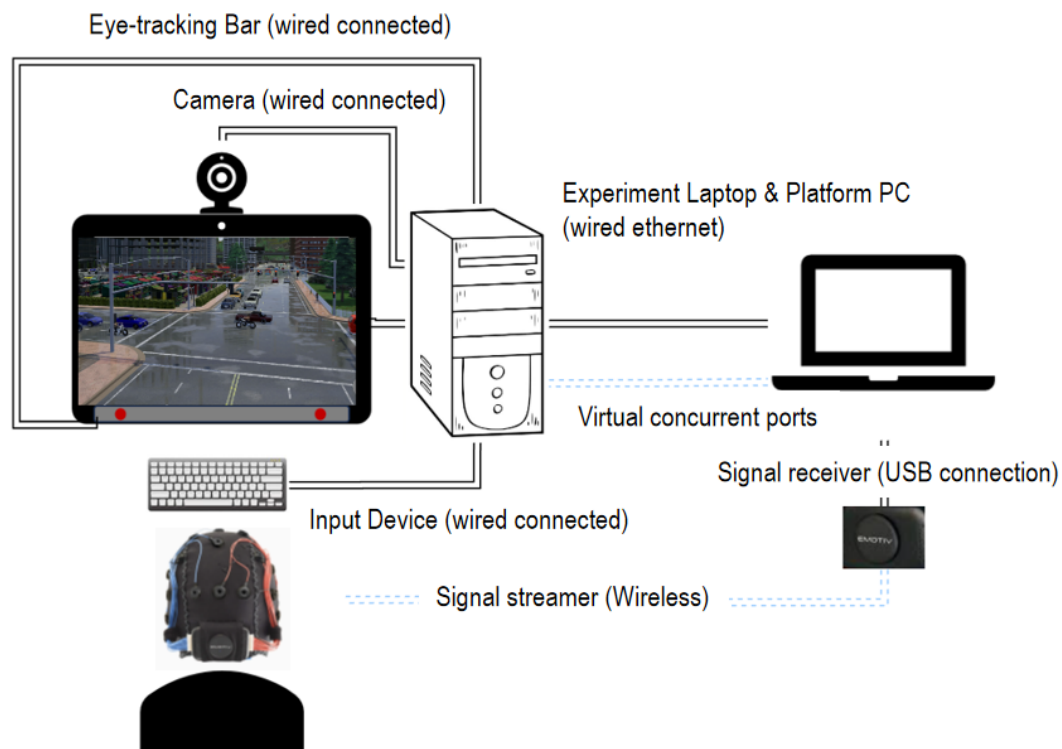 Eye-tracking Bar (wired connected)
Camera (wired connected)
Experiment Laptop & Platform PC
(wired ethernet)
Virtual concurrent ports
Signal receiver (USB connection)
EMOTIV
Input Device (wired connected)
Signal streamer (Wireless)
EMOTIV